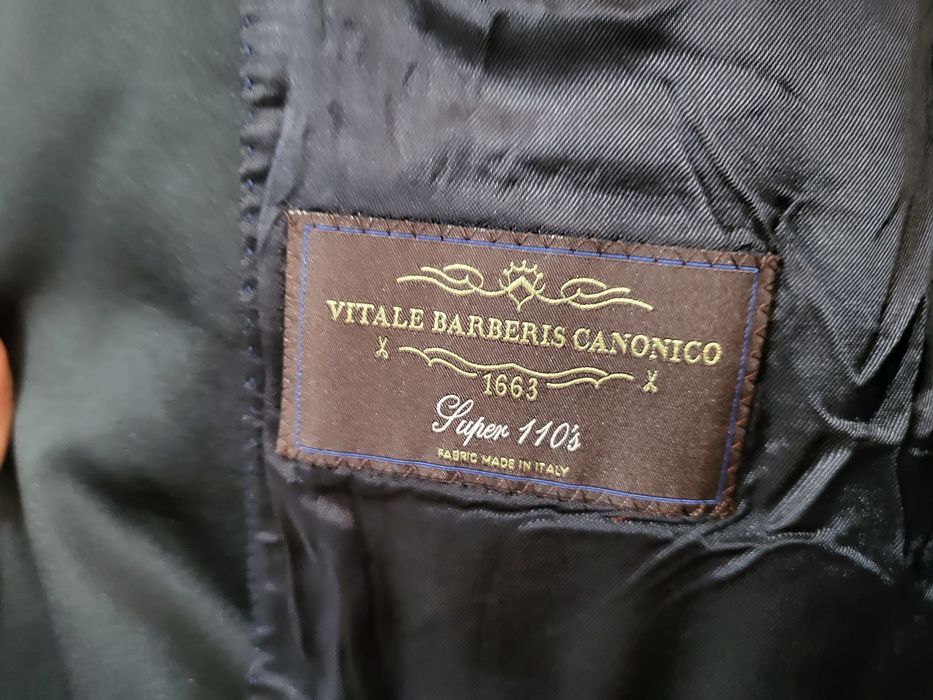 VITALE BARBERIS CANONICO
1663
Super 110's
FABRIC MADE IN ITALY